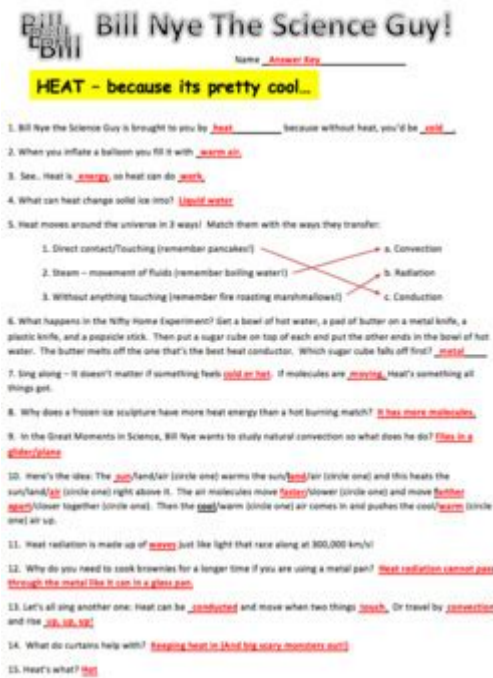 Bill Nye The Science Guy!
Bill
Bill
Bill
Bill
Name Answer Key
HEAT – because its pretty cool…
1. Bill Nye the Science Guy is brought to you by heat because without heat, you'd be cold.
2. When you inflate a balloon you fill it with warm air.
3. See.. Heat is energy, so heat can do work.
4. What can heat change solid ice into? Liquid water
5. Heat moves around the universe in 3 ways! Match them with the ways they transfer:
1. Direct contact/Touching (remember pancakes!) a. Convection
2. Steam – movement of fluids (remember boiling water!) b. Radiation
3. Without anything touching (remember fire roasting marshmallows!) c. Conduction
6. What happens in the Nifty Home Experiment? Get a bowl of hot water, a pad of butter on a metal knife, a
plastic knife, and a popsicle stick. Then put a sugar cube on top of each end put the other ends in the bowl of hot
water. The butter melts off the one that's the best heat conductor. Which sugar cube falls off first? metal
7. Sing along – it doesn't matter if something feels cold or hot. If molecules are moving, Heat's something all
things got.
8. Why does a frozen ice sculpture have more heat energy than a hot burning match? It has more molecules.
9. In the Great Moments in Science, Bill Nye wants to study natural convection so what does he do? Flies in a
glider/plane
10. Here's the idea: The sun/land/air (circle one) warms the sun/land/air (circle one) and this heats the
sun/land/air (circle one) right above it. The air molecules move faster/slower (circle one) and move further
apart/closer together (circle one). Then the cool/warm (circle one) air comes in and pushes the cool/warm (circle
one) air up.
11. Heat radiation is made up of waves just like light that race along at 300,000 km/s!
12. Why do you need to cook brownies for a longer time if you are using a metal pan? Heat radiation cannot pass
through the metal like it can in a glass pan.
13. Let's all sing another one: Heat can be conducted and move when two things touch. Or travel by convection
and rise up, up, up!
14. What do curtains help with? Keeping heat in (And big scary monsters out!)
15. Heat's what? Hot